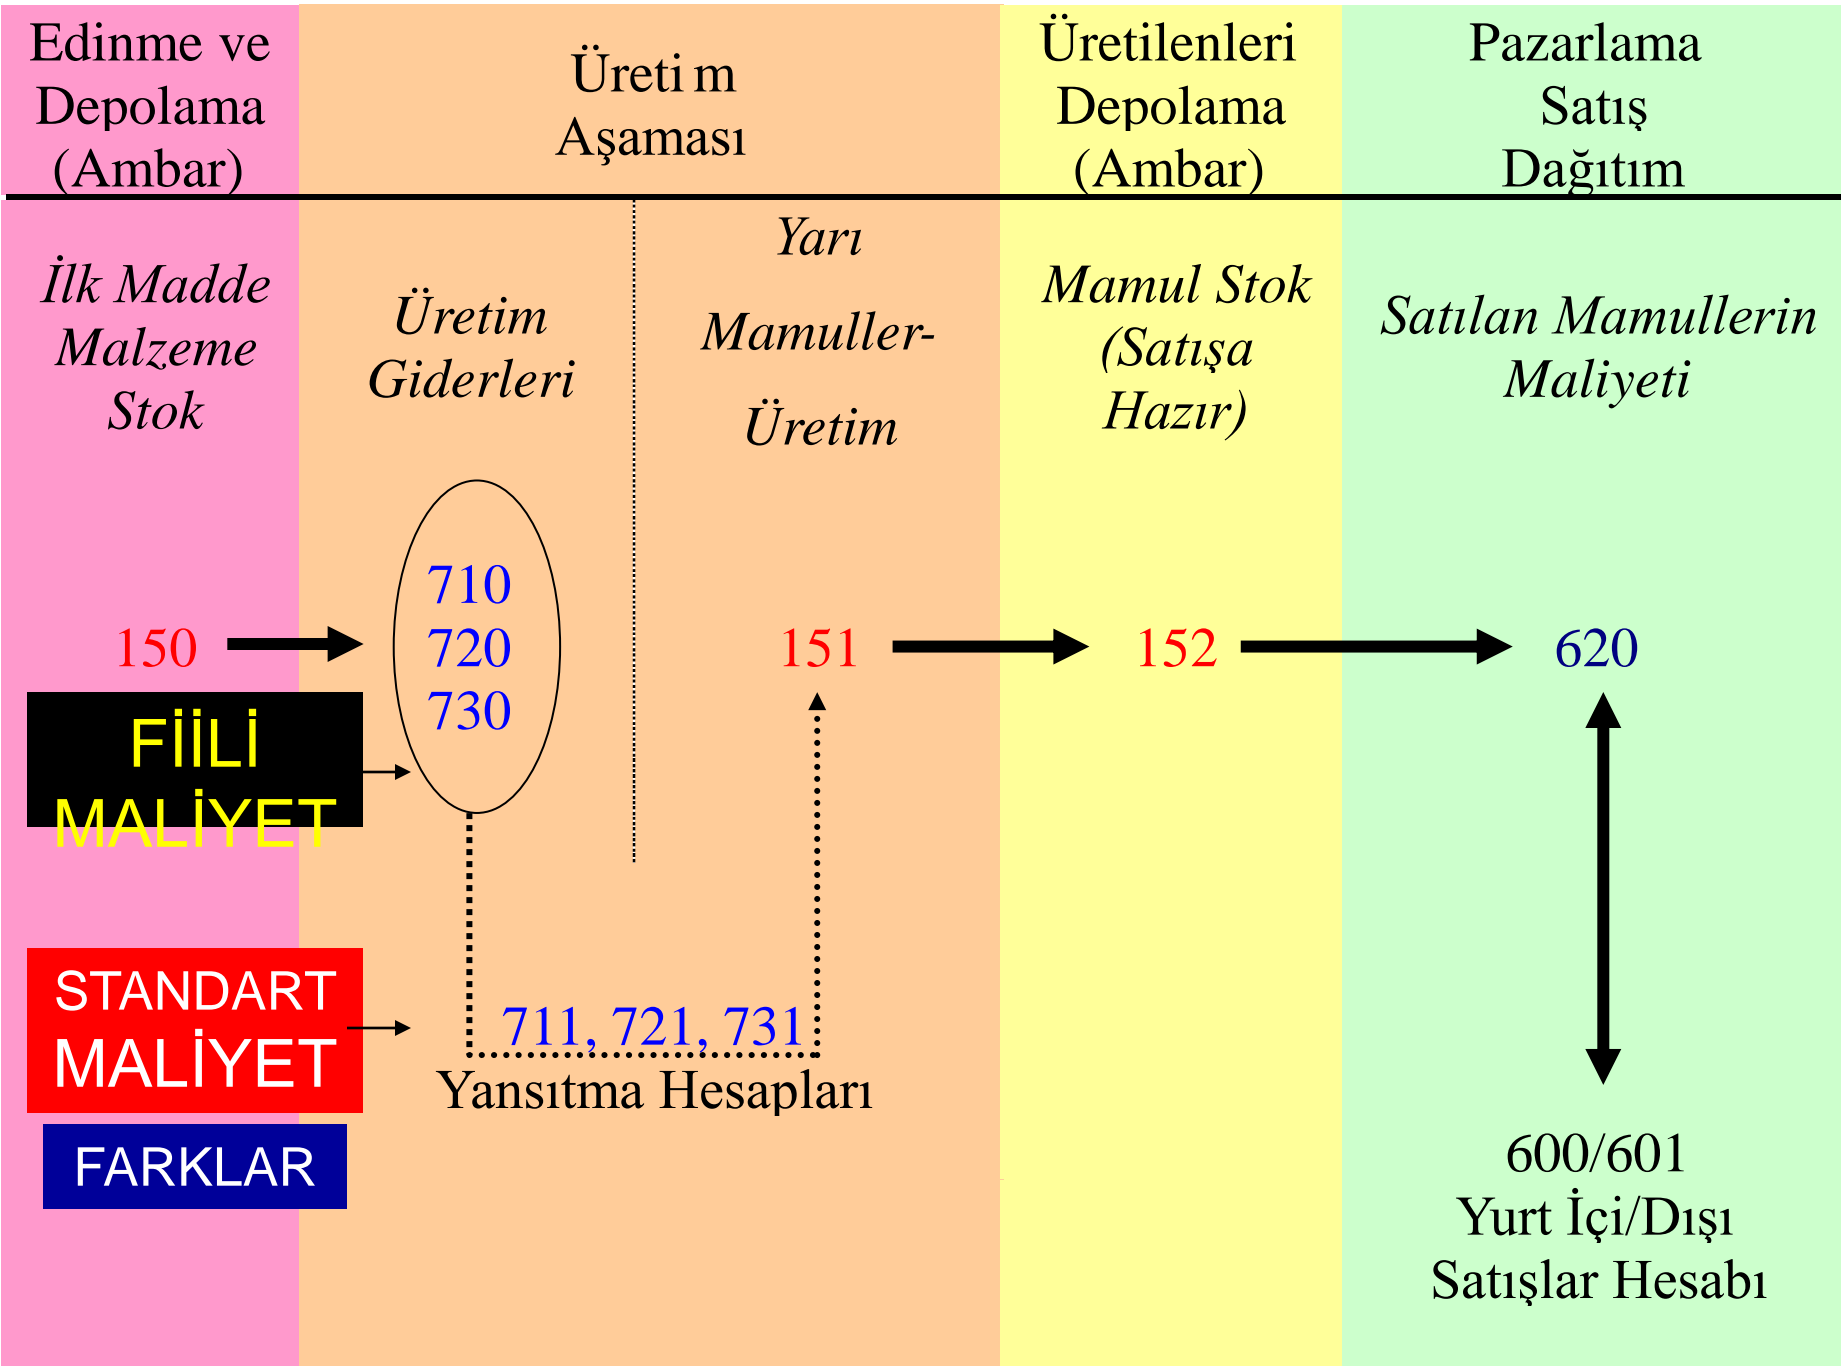 Edinme ve
Depolama
(Ambar)
Üretim
Aşaması
Üretilenleri
Depolama
(Ambar)
Pazarlama
Satış
Dağıtım
İlk Madde
Malzeme
Stok
Üretim
Giderleri
Yarı
Mamuller-
Üretim
Mamul Stok
(Satışa
Hazır)
Satılan Mamullerin
Maliyeti
150
710
720
730
151
152
620
FİİLİ
MALİYET
STANDART
MALİYET
711, 721, 731
Yansıtma Hesapları
FARKLAR
600/601
Yurt İçi/Dışı
Satışlar Hesabı